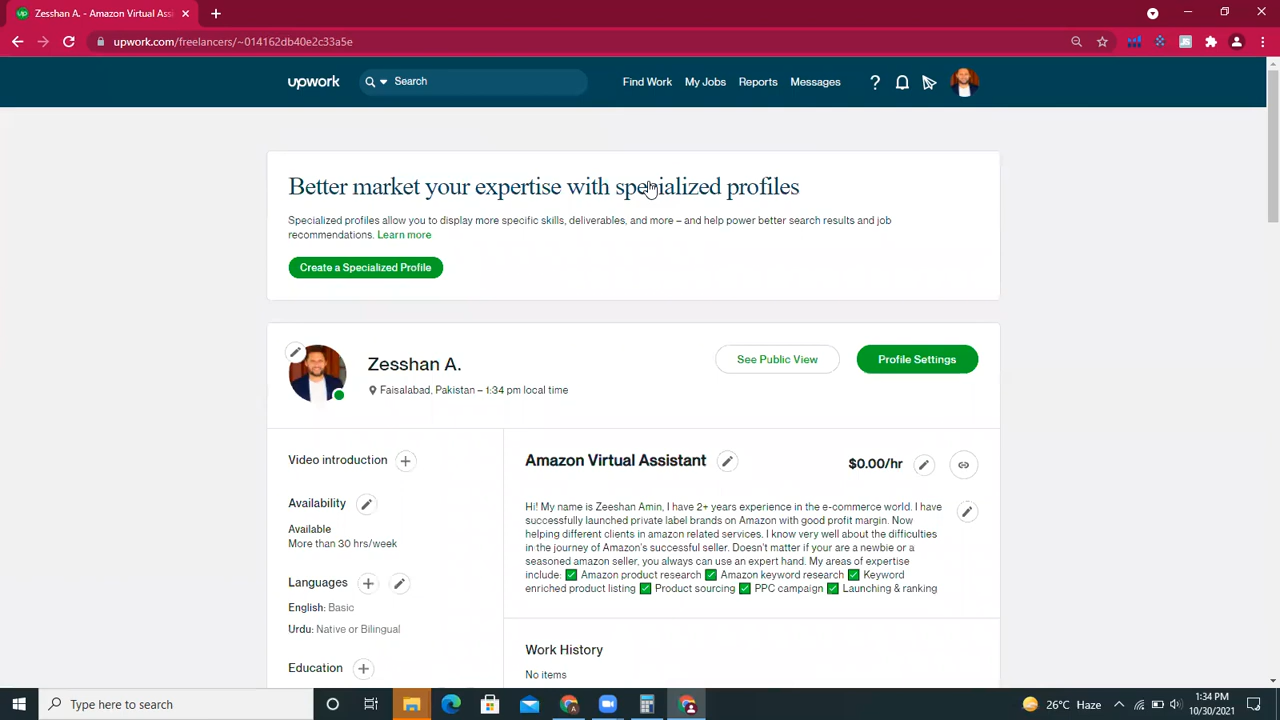 Zesshan A. - Amazon Virtual Assi
upwork.com/freelancers/~014162db40e2c33a5e
upwork
Search
Find Work
My Jobs
Reports
Messages
?
Better market your expertise with specialized profiles
Specialized profiles allow you to display more specific skills, deliverables, and more – and help power better search results and job
recommendations. Learn more
Create a Specialized Profile
Zesshan A.
Faisalabad, Pakistan – 1:34 pm local time
See Public View
Profile Settings
Video introduction
Availability
Available
More than 30 hrs/week
Languages
English: Basic
Urdu: Native or Bilingual
Education
Amazon Virtual Assistant
$0.00/hr
Hi! My name is Zeeshan Amin, I have 2+ years experience in the e-commerce world. I have
successfully launched private label brands on Amazon with good profit margin. Now
helping different clients in amazon related services. I know very well about the difficulties
in the journey of Amazon's successful seller. Doesn't matter if your are a newbie or a
seasoned amazon seller, you always can use an expert hand. My areas of expertise
include: ✅ Amazon product research ✅ Amazon keyword research ✅ Keyword
enriched product listing ✅ Product sourcing ✅ PPC campaign ✅ Launching & ranking
Work History
No items
Type here to search
26°C Haze
1:34 PM
10/30/2021